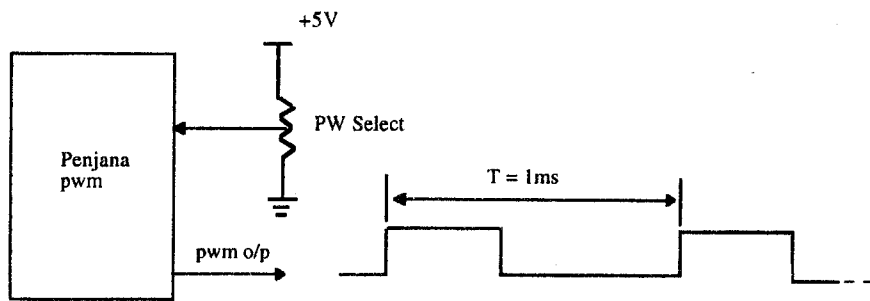 +5V
PW Select
Penjana
pwm
T = 1ms
pwm o/p